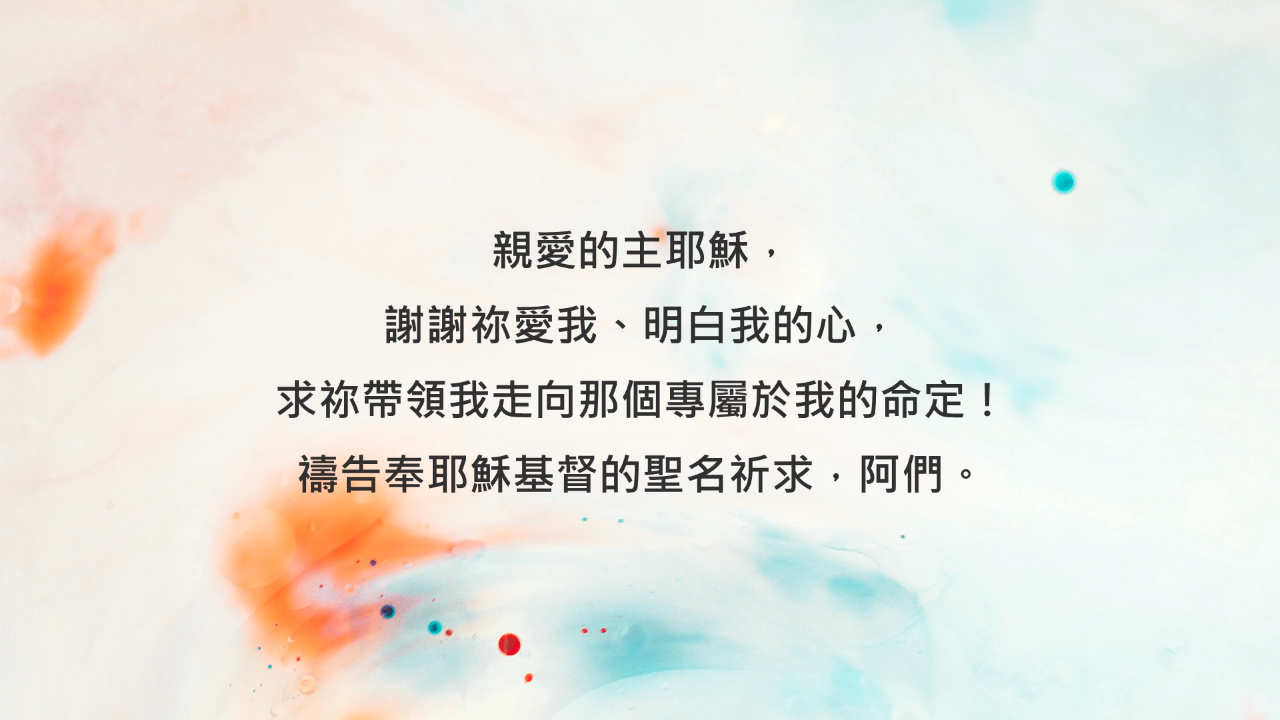 親愛的主耶穌，
謝謝祢愛我、明白我的心，
求祢帶領我走向那個專屬於我的命定！
禱告奉耶穌基督的聖名祈求，阿們。